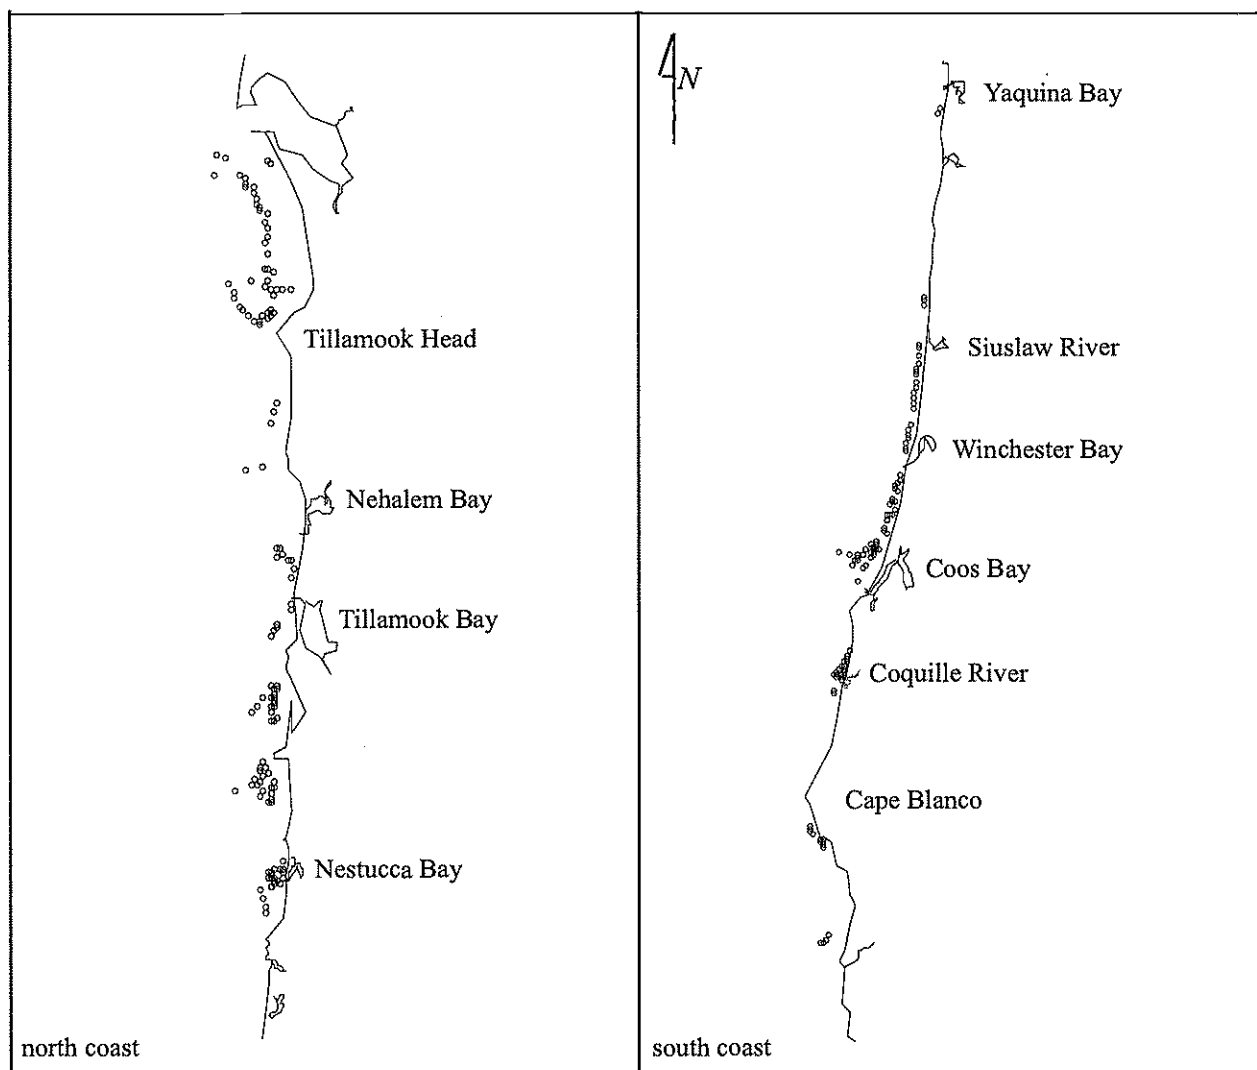 Tillamook Head
Nehalem Bay
Tillamook Bay
Nestucca Bay
north coast
N
Yaquina Bay
Siuslaw River
Winchester Bay
Coos Bay
Coquille River
Cape Blanco
south coast